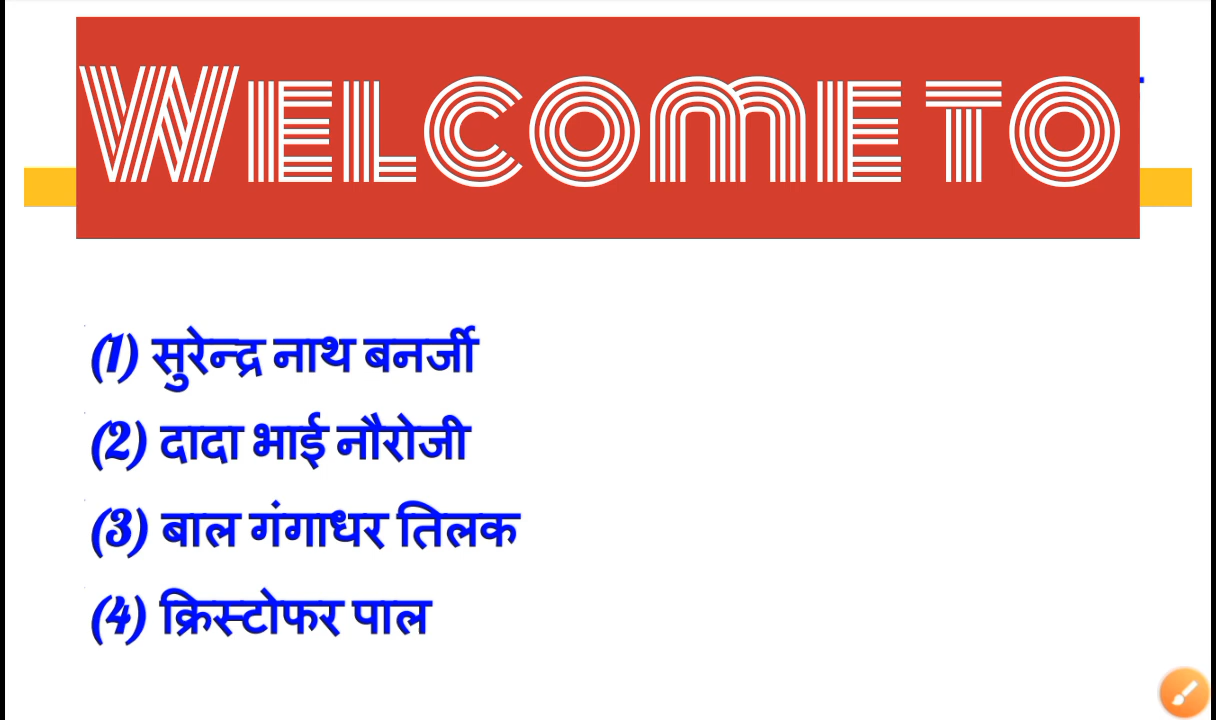 WELCOME TO
(1) सुरेन्द्र नाथ बनर्जी
(2) दादा भाई नौरोजी
(3) बाल गंगाधर तिलक
(4) क्रिस्टोफर पाल